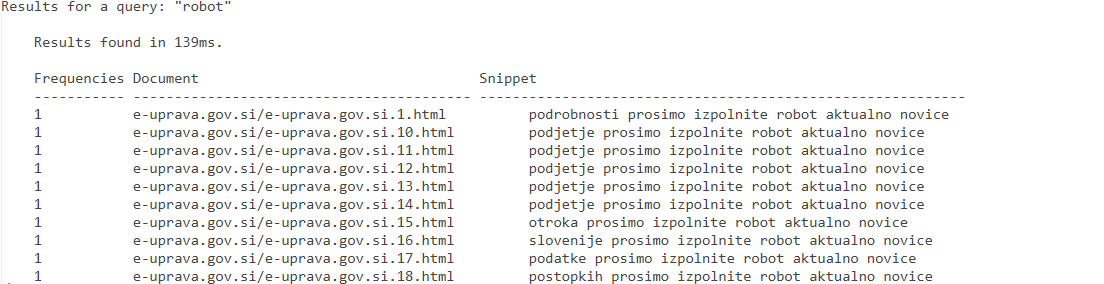 Results for a query: "robot"
Results found in 139ms.
Frequencies Document Snippet
----------- ---------------------------------------- -----------------------------------------------------------
1 e-uprava.gov.si/e-uprava.gov.si.1.html podrobnosti prosimo izpolnite robot aktualno novice
1 e-uprava.gov.si/e-uprava.gov.si.10.html podjetje prosimo izpolnite robot aktualno novice
1 e-uprava.gov.si/e-uprava.gov.si.11.html podjetje prosimo izpolnite robot aktualno novice
1 e-uprava.gov.si/e-uprava.gov.si.12.html podjetje prosimo izpolnite robot aktualno novice
1 e-uprava.gov.si/e-uprava.gov.si.13.html podjetje prosimo izpolnite robot aktualno novice
1 e-uprava.gov.si/e-uprava.gov.si.14.html podjetje prosimo izpolnite robot aktualno novice
1 e-uprava.gov.si/e-uprava.gov.si.15.html otroka prosimo izpolnite robot aktualno novice
1 e-uprava.gov.si/e-uprava.gov.si.16.html slovenije prosimo izpolnite robot aktualno novice
1 e-uprava.gov.si/e-uprava.gov.si.17.html podatke prosimo izpolnite robot aktualno novice
1 e-uprava.gov.si/e-uprava.gov.si.18.html postopkih prosimo izpolnite robot aktualno novice